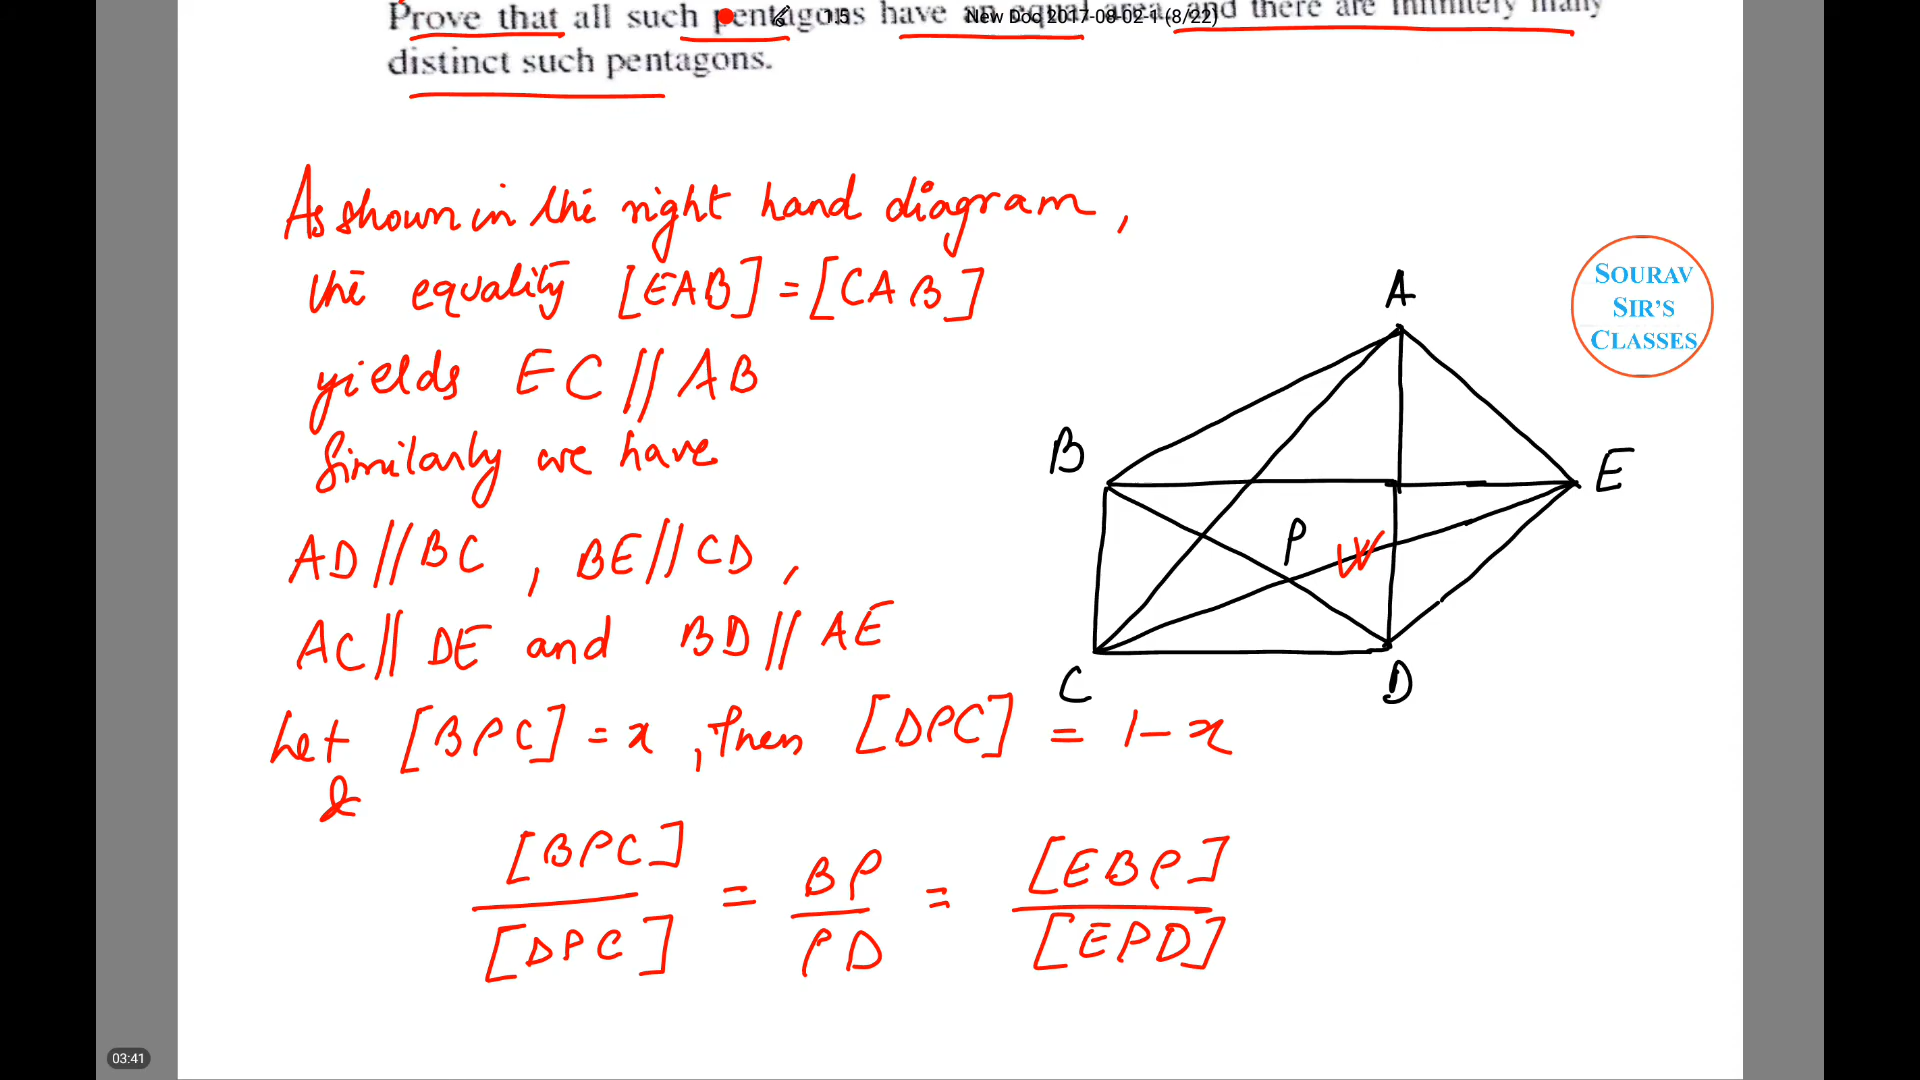 Prove that all such pentagons have an equal area, and there are infinitely many
1.5
New Doc 2017-08-02-1 (8/22)
distinct such pentagons.
As shown in the right hand diagram,
the equality [EAB] = [CAB]
yields EC // AB
Similarly we have
AD // BC , BE // CD ,
AC // DE and BD // AE
Let [BPC] = x , then [DPC] = 1 - x
&
[BPC] / [DPC] = BP / PD = [EBP] / [EPD]
A
B
E
P
C
D
SOURAV
SIR'S
CLASSES
03:41